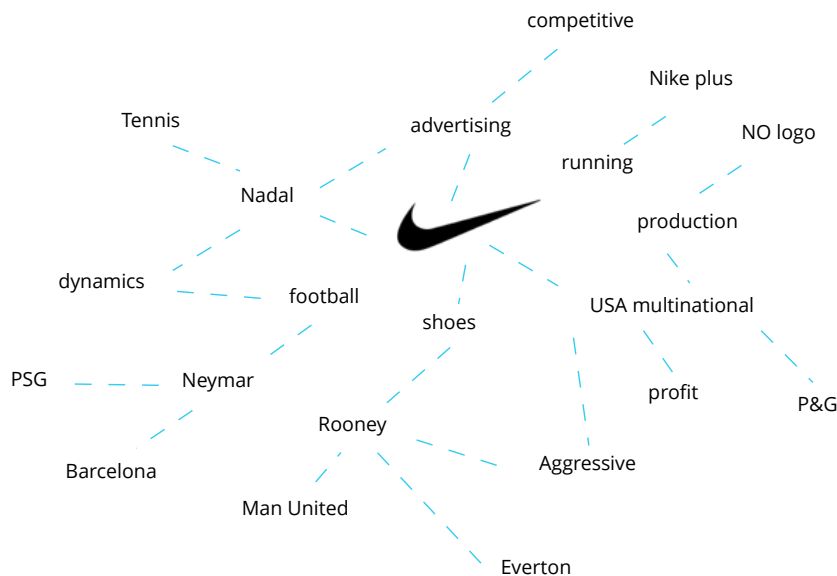 competitive
Nike plus
Tennis
advertising
NO logo
running
Nadal
production
dynamics
football
USA multinational
shoes
PSG
Neymar
profit
P&G
Rooney
Barcelona
Aggressive
Man United
Everton